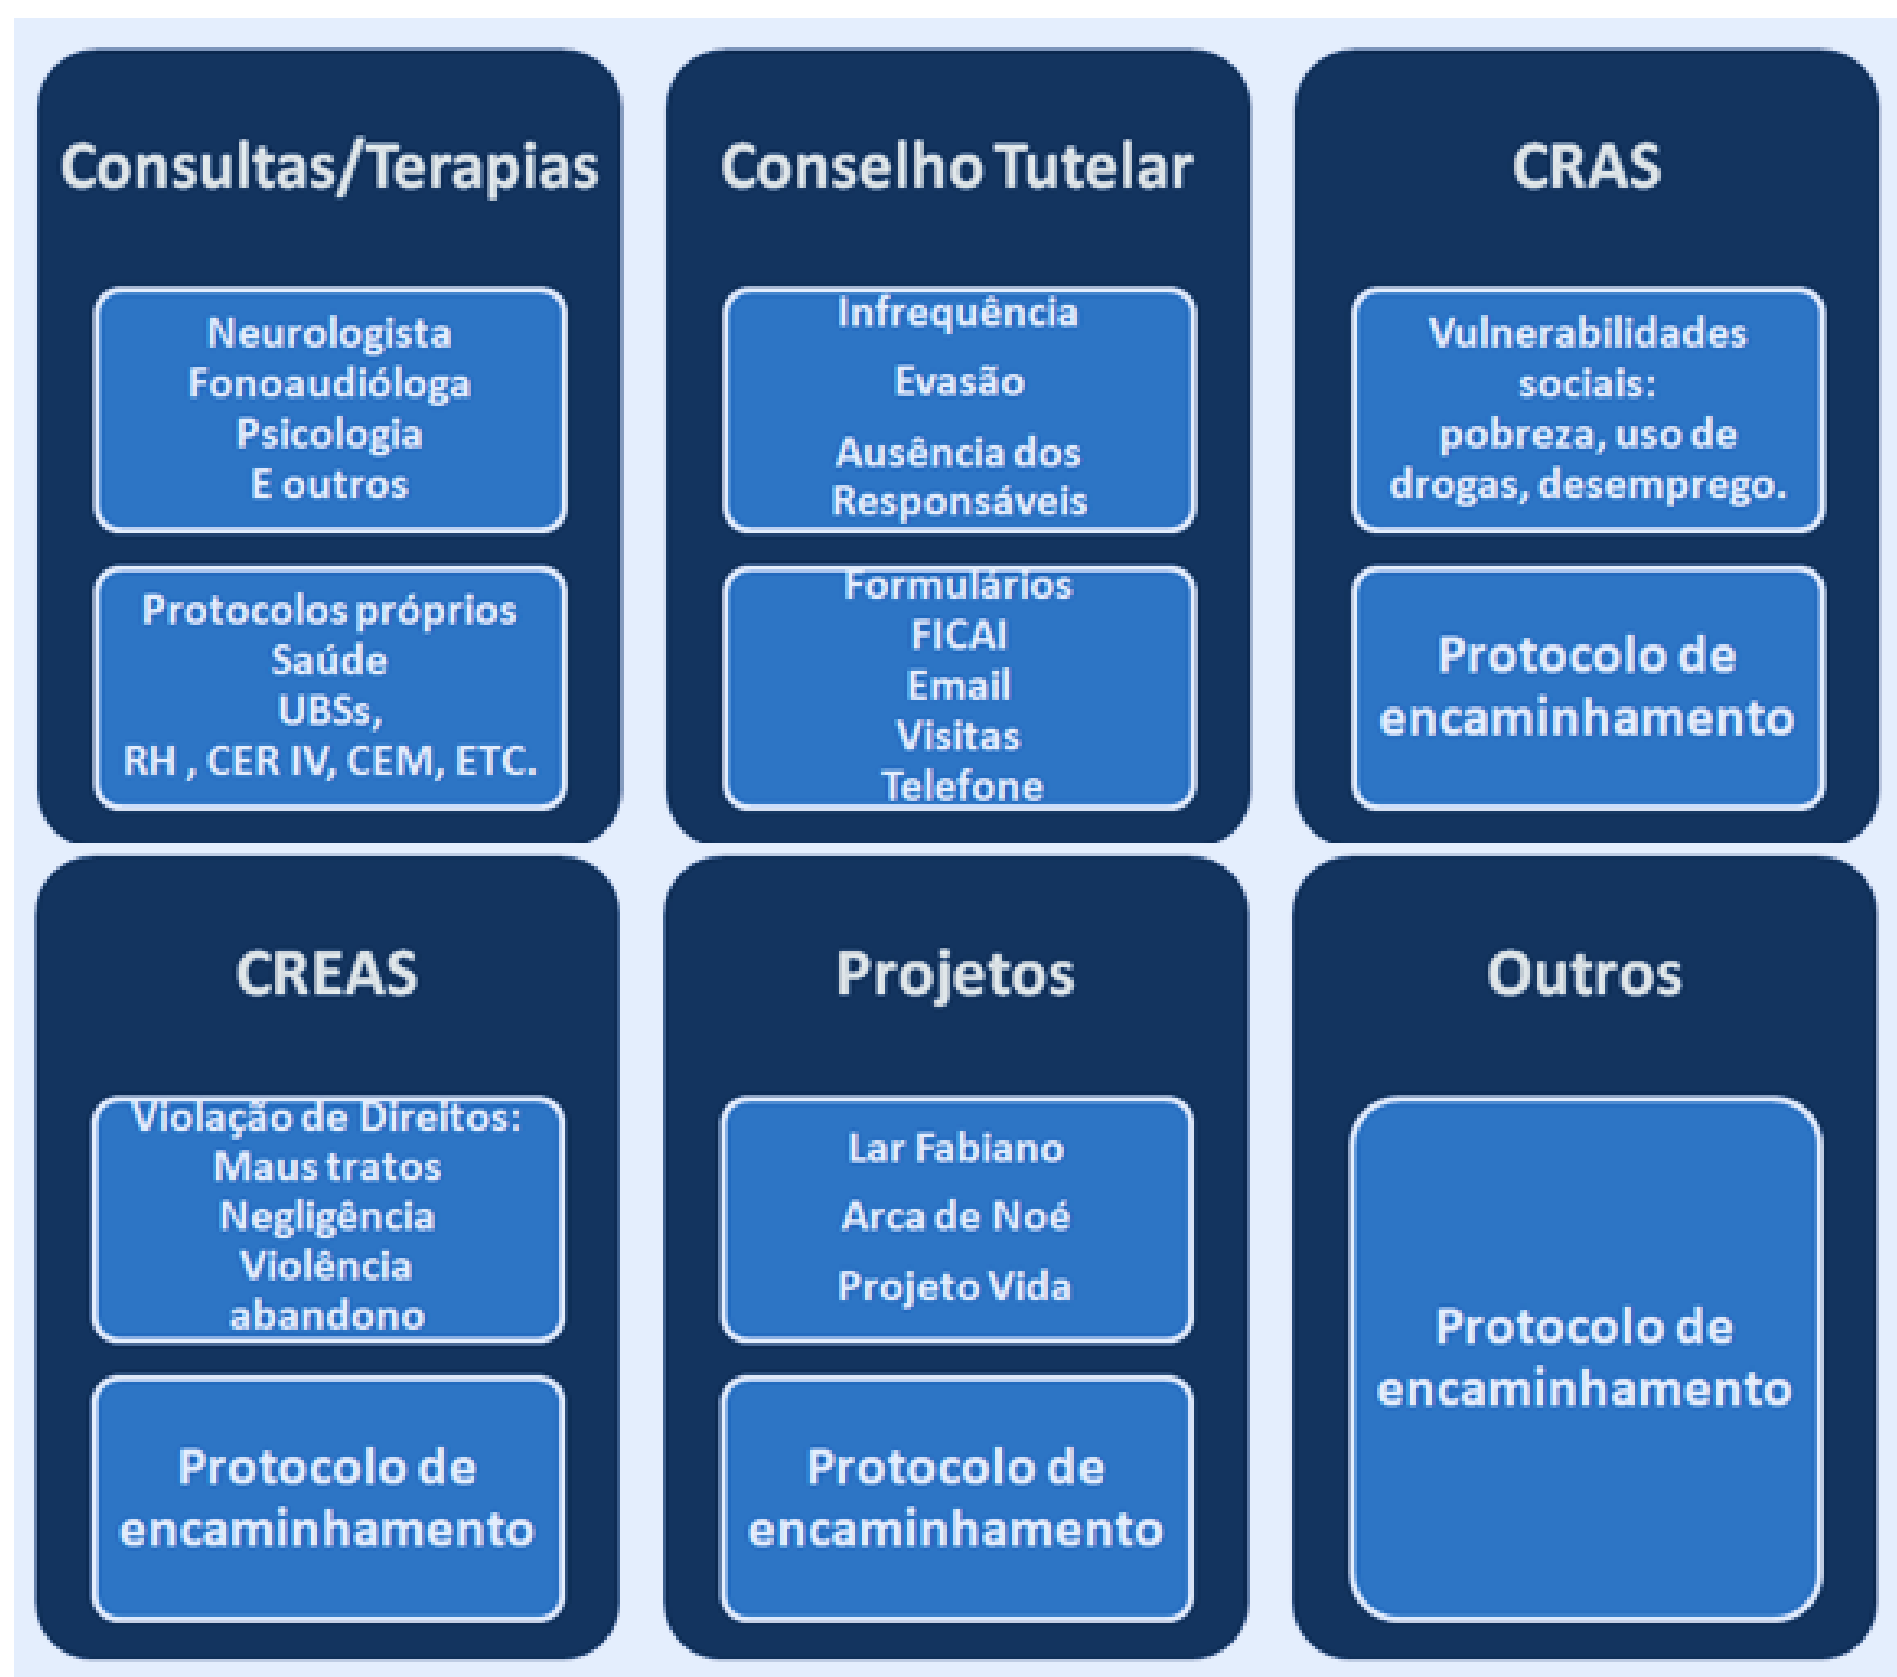 Consultas/Terapias
Neurologista
Fonoaudióloga
Psicologia
E outros
Protocolos próprios
Saúde
UBSs,
RH , CER IV, CEM, ETC.
Conselho Tutelar
Infrequência
Evasão
Ausência dos
Responsáveis
Formulários
FICAI
Email
Visitas
Telefone
CRAS
Vulnerabilidades
sociais:
pobreza, uso de
drogas, desemprego.
Protocolo de
encaminhamento
CREAS
Violação de Direitos:
Maus tratos
Negligência
Violência
abandono
Protocolo de
encaminhamento
Projetos
Lar Fabiano
Arca de Noé
Projeto Vida
Protocolo de
encaminhamento
Outros
Protocolo de
encaminhamento